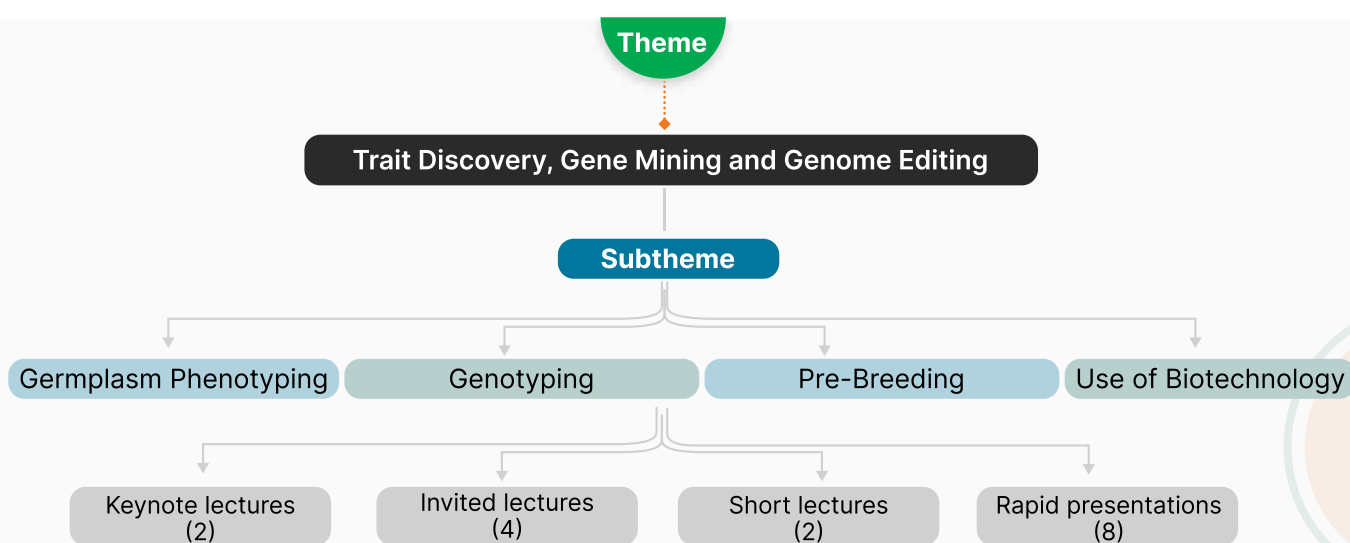 Theme
Trait Discovery, Gene Mining and Genome Editing
Subtheme
Germplasm Phenotyping
Genotyping
Pre-Breeding
Use of Biotechnology
Keynote lectures
(2)
Invited lectures
(4)
Short lectures
(2)
Rapid presentations
(8)